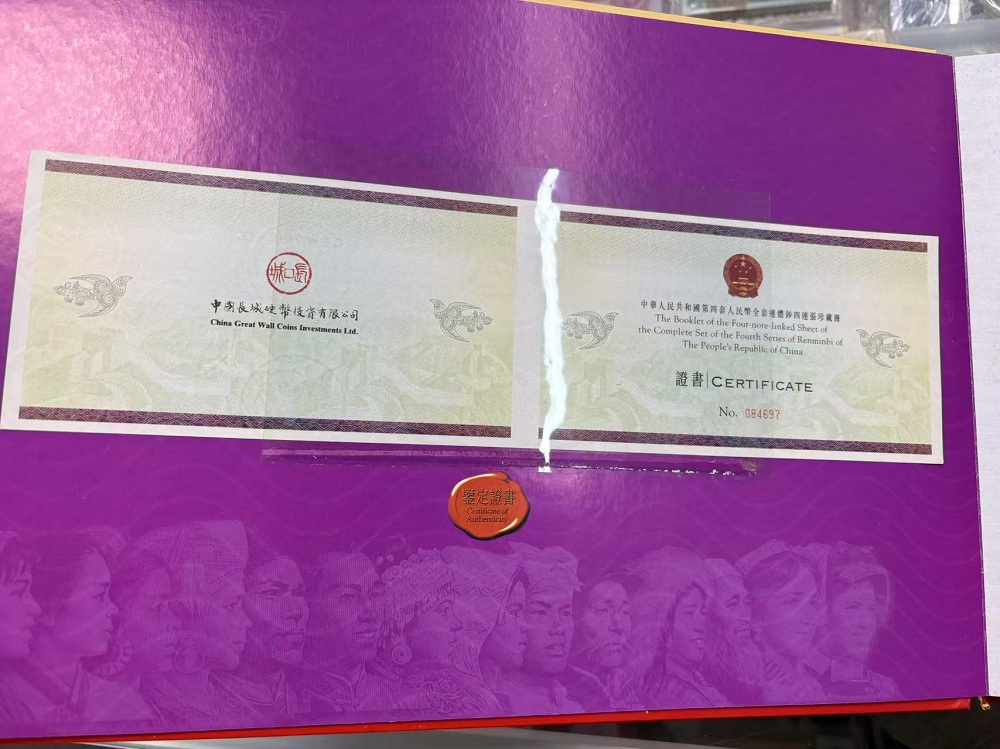 長口城
中國長城硬幣投資有限公司
China Great Wall Coins Investments Ltd.
中華人民共和國第四套人民幣全套連體鈔四連張珍藏冊
The Booklet of the Four-note-linked Sheet of
the Complete Set of the Fourth Series of Renminbi of
The People's Republic of China
證書|CERTIFICATE
No. 084697
鑒定證書
Certificate of
Authenticity